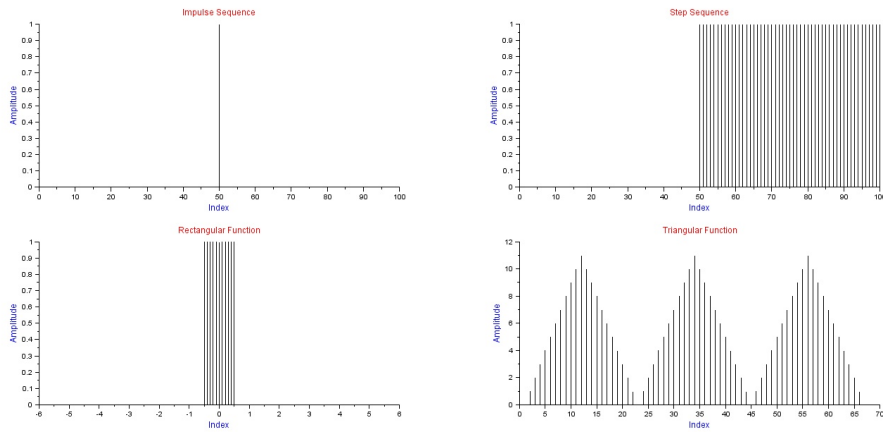 Impulse Sequence
1
0.9
0.8
0.7
0.6
0.5
0.4
0.3
0.2
0.1
0
Amplitude
0 10 20 30 40 50 60 70 80 90 100
Index
Step Sequence
1
0.9
0.8
0.7
0.6
0.5
0.4
0.3
0.2
0.1
0
Amplitude
0 10 20 30 40 50 60 70 80 90 100
Index
Rectangular Function
1
0.9
0.8
0.7
0.6
0.5
0.4
0.3
0.2
0.1
0
Amplitude
-6 -5 -4 -3 -2 -1 0 1 2 3 4 5 6
Index
Triangular Function
12
10
8
6
4
2
0
Amplitude
0 5 10 15 20 25 30 35 40 45 50 55 60 65 70
Index